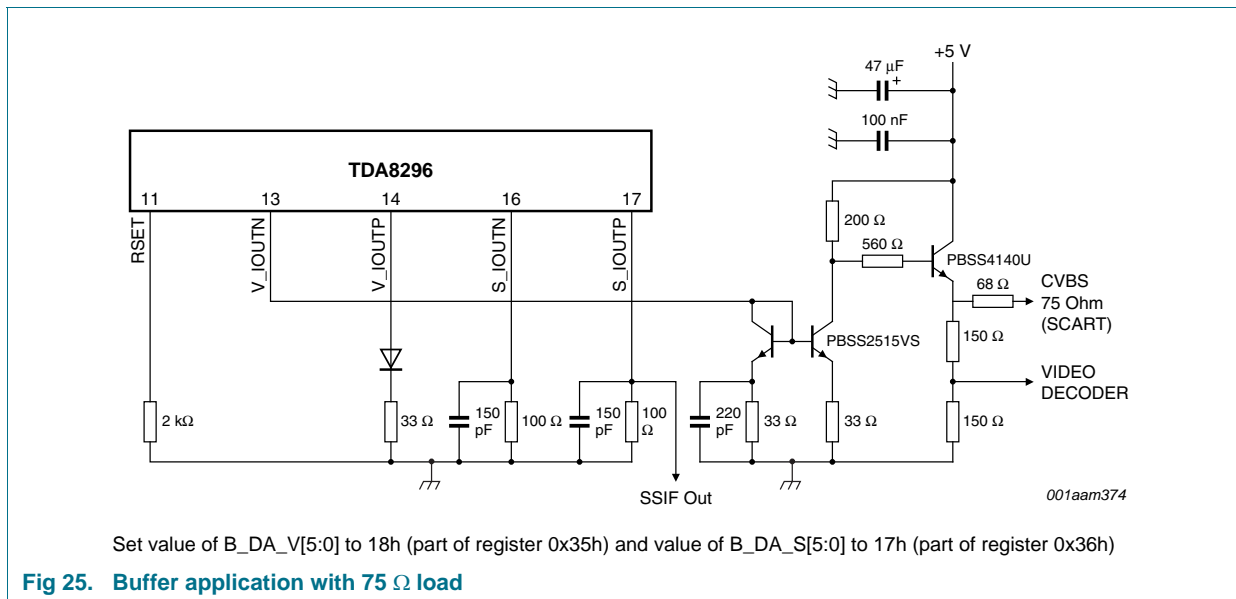 +5 V
47 μF
+
100 nF
TDA8296
11
13
14
16
17
RSET
V_IOUTN
V_IOUTP
S_IOUTN
S_IOUTP
200 Ω
560 Ω
PBSS4140U
68 Ω
CVBS
75 Ohm
(SCART)
PBSS2515VS
150 Ω
VIDEO
DECODER
2 kΩ
33 Ω
150
pF
100 Ω
150
pF
100
Ω
220
pF
33 Ω
33 Ω
150 Ω
SSIF Out
001aam374
Set value of B_DA_V[5:0] to 18h (part of register 0x35h) and value of B_DA_S[5:0] to 17h (part of register 0x36h)
Fig 25. Buffer application with 75 Ω load